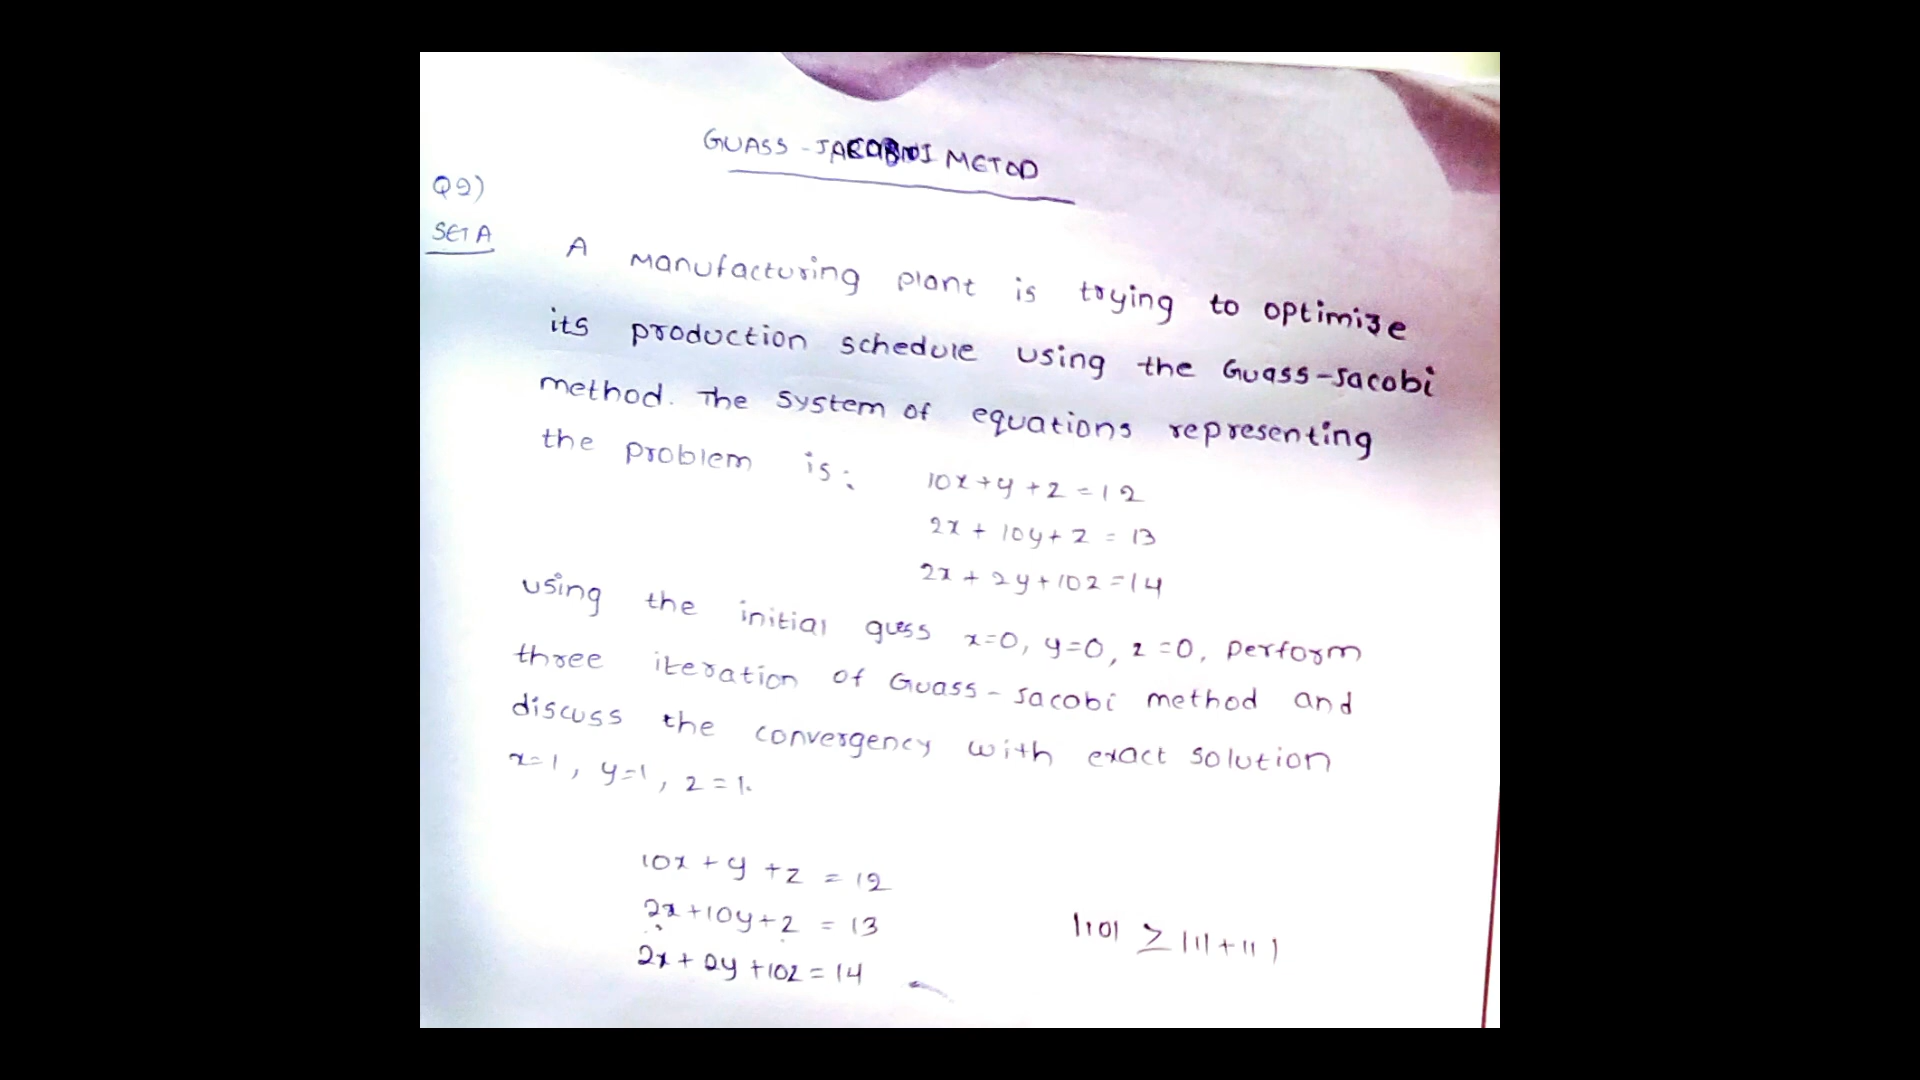 GUASS - JACOBI METOD
Q9)
SET A
A manufacturing plant is trying to optimize
its production schedule using the Guass-Jacobi
method. The system of equations representing
the problem is:
10x + y + z = 12
2x + 10y + z = 13
2x + 2y + 10z = 14
using the initial guess x=0, y=0, z=0, perform
three iteration of Guass-Jacobi method and
discuss the convergency with exact solution
x=1, y=1, z=1.
10x + y + z = 12
2x + 10y + z = 13
2x + 2y + 10z = 14
|10| ≥ |1|+|1|